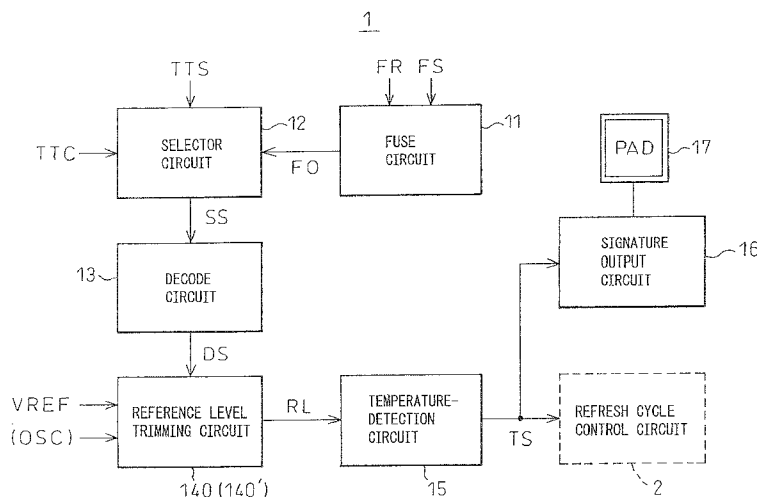 1
TTS
FR FS
12
11
SELECTOR
CIRCUIT
FUSE
CIRCUIT
TTC
FO
PAD
17
SS
13
DECODE
CIRCUIT
SIGNATURE
OUTPUT
CIRCUIT
16
DS
VREF
(OSC)
REFERENCE LEVEL
TRIMMING CIRCUIT
RL
TEMPERATURE-
DETECTION
CIRCUIT
TS
REFRESH CYCLE
CONTROL CIRCUIT
140(140')
15
2